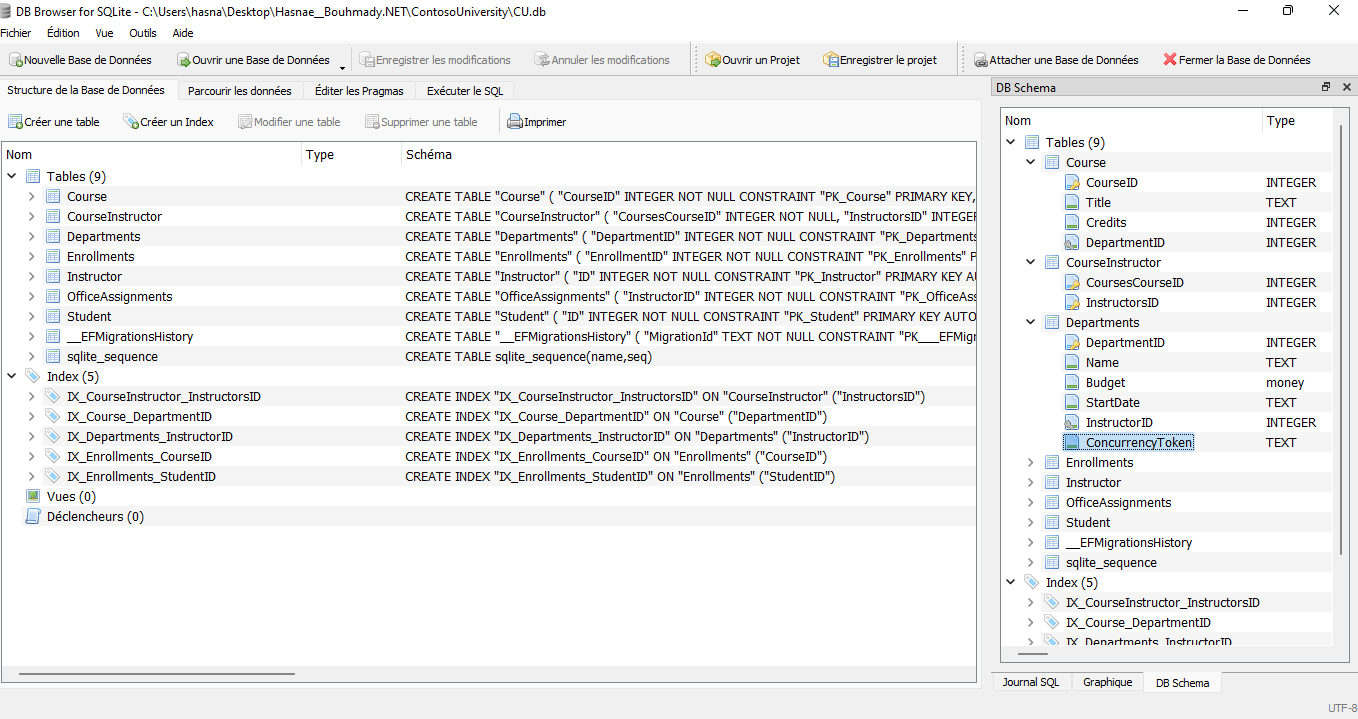 DB Browser for SQLite - C:\Users\hasna\Desktop\Hasnae__Bouhmady.NET\ContosoUniversity\CU.db
Fichier Édition Vue Outils Aide
Nouvelle Base de Données Ouvrir une Base de Données Enregistrer les modifications Annuler les modifications Ouvrir un Projet Enregistrer le projet Attacher une Base de Données Fermer la Base de Données
Structure de la Base de Données Parcourir les données Éditer les Pragmas Exécuter le SQL
Créer une table Créer un Index Modifier une table Supprimer une table Imprimer
Nom Type Schéma
Tables (9)
Course CREATE TABLE "Course" ( "CourseID" INTEGER NOT NULL CONSTRAINT "PK_Course" PRIMARY KEY,
CourseInstructor CREATE TABLE "CourseInstructor" ( "CoursesCourseID" INTEGER NOT NULL, "InstructorsID" INTEGER
Departments CREATE TABLE "Departments" ( "DepartmentID" INTEGER NOT NULL CONSTRAINT "PK_Departments
Enrollments CREATE TABLE "Enrollments" ( "EnrollmentID" INTEGER NOT NULL CONSTRAINT "PK_Enrollments" P
Instructor CREATE TABLE "Instructor" ( "ID" INTEGER NOT NULL CONSTRAINT "PK_Instructor" PRIMARY KEY AU
OfficeAssignments CREATE TABLE "OfficeAssignments" ( "InstructorID" INTEGER NOT NULL CONSTRAINT "PK_OfficeAss
Student CREATE TABLE "Student" ( "ID" INTEGER NOT NULL CONSTRAINT "PK_Student" PRIMARY KEY AUTO
__EFMigrationsHistory CREATE TABLE "__EFMigrationsHistory" ( "MigrationId" TEXT NOT NULL CONSTRAINT "PK___EFMigr
sqlite_sequence CREATE TABLE sqlite_sequence(name,seq)
Index (5)
IX_CourseInstructor_InstructorsID CREATE INDEX "IX_CourseInstructor_InstructorsID" ON "CourseInstructor" ("InstructorsID")
IX_Course_DepartmentID CREATE INDEX "IX_Course_DepartmentID" ON "Course" ("DepartmentID")
IX_Departments_InstructorID CREATE INDEX "IX_Departments_InstructorID" ON "Departments" ("InstructorID")
IX_Enrollments_CourseID CREATE INDEX "IX_Enrollments_CourseID" ON "Enrollments" ("CourseID")
IX_Enrollments_StudentID CREATE INDEX "IX_Enrollments_StudentID" ON "Enrollments" ("StudentID")
Vues (0)
Déclencheurs (0)
DB Schema
Nom Type
Tables (9)
Course
CourseID INTEGER
Title TEXT
Credits INTEGER
DepartmentID INTEGER
CourseInstructor
CoursesCourseID INTEGER
InstructorsID INTEGER
Departments
DepartmentID INTEGER
Name TEXT
Budget money
StartDate TEXT
InstructorID INTEGER
ConcurrencyToken TEXT
Enrollments
Instructor
OfficeAssignments
Student
__EFMigrationsHistory
sqlite_sequence
Index (5)
IX_CourseInstructor_InstructorsID
IX_Course_DepartmentID
IX_Departments_InstructorID
Journal SQL Graphique DB Schema
UTF-8